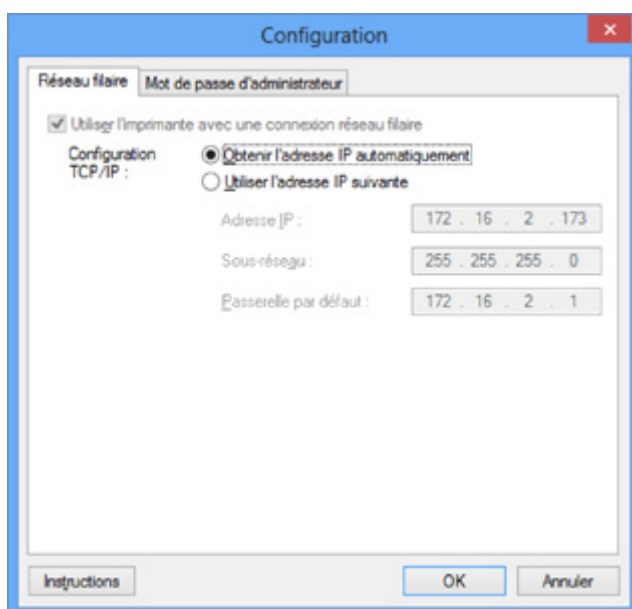 Configuration
Réseau filaire Mot de passe d'administrateur
Utiliser l'imprimante avec une connexion réseau filaire
Configuration TCP/IP :
Obtenir l'adresse IP automatiquement
Utiliser l'adresse IP suivante
Adresse IP : 172 . 16 . 2 . 173
Sous-réseau : 255 . 255 . 255 . 0
Passerelle par défaut : 172 . 16 . 2 . 1
Instructions OK Annuler